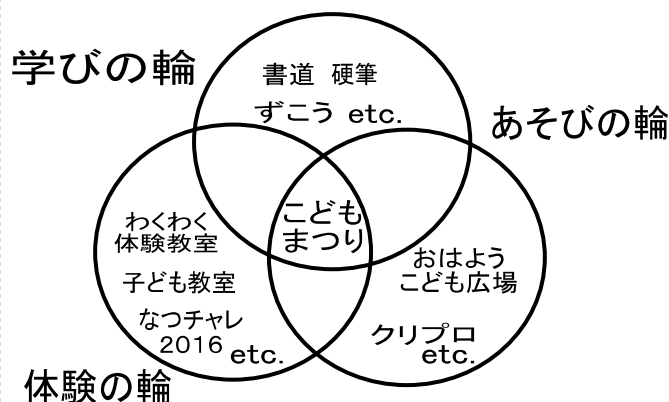 学びの輪
書道 硬筆
ずこう etc.
あそびの輪
こども
まつり
わくわく
体験教室
子ども教室
なつチャレ
2016 etc.
おはよう
こども広場
クリプロ
etc.
体験の輪